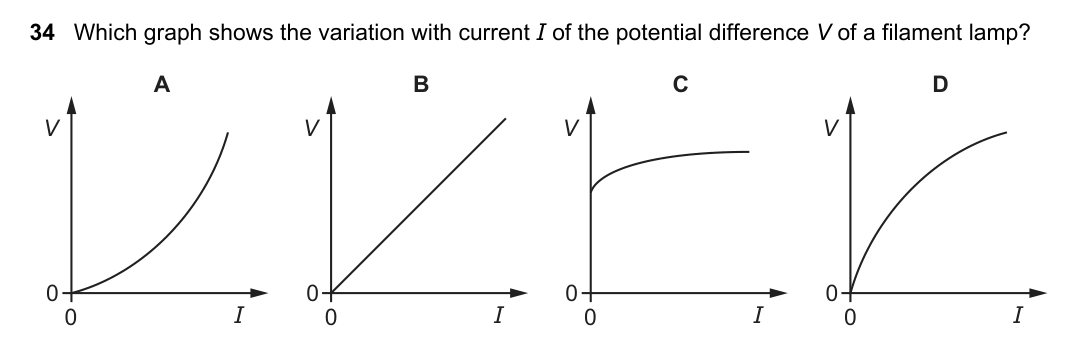 34 Which graph shows the variation with current I of the potential difference V of a filament lamp?
A B C D
V V V V
0 0 0 0
0 I 0 I 0 I 0 I